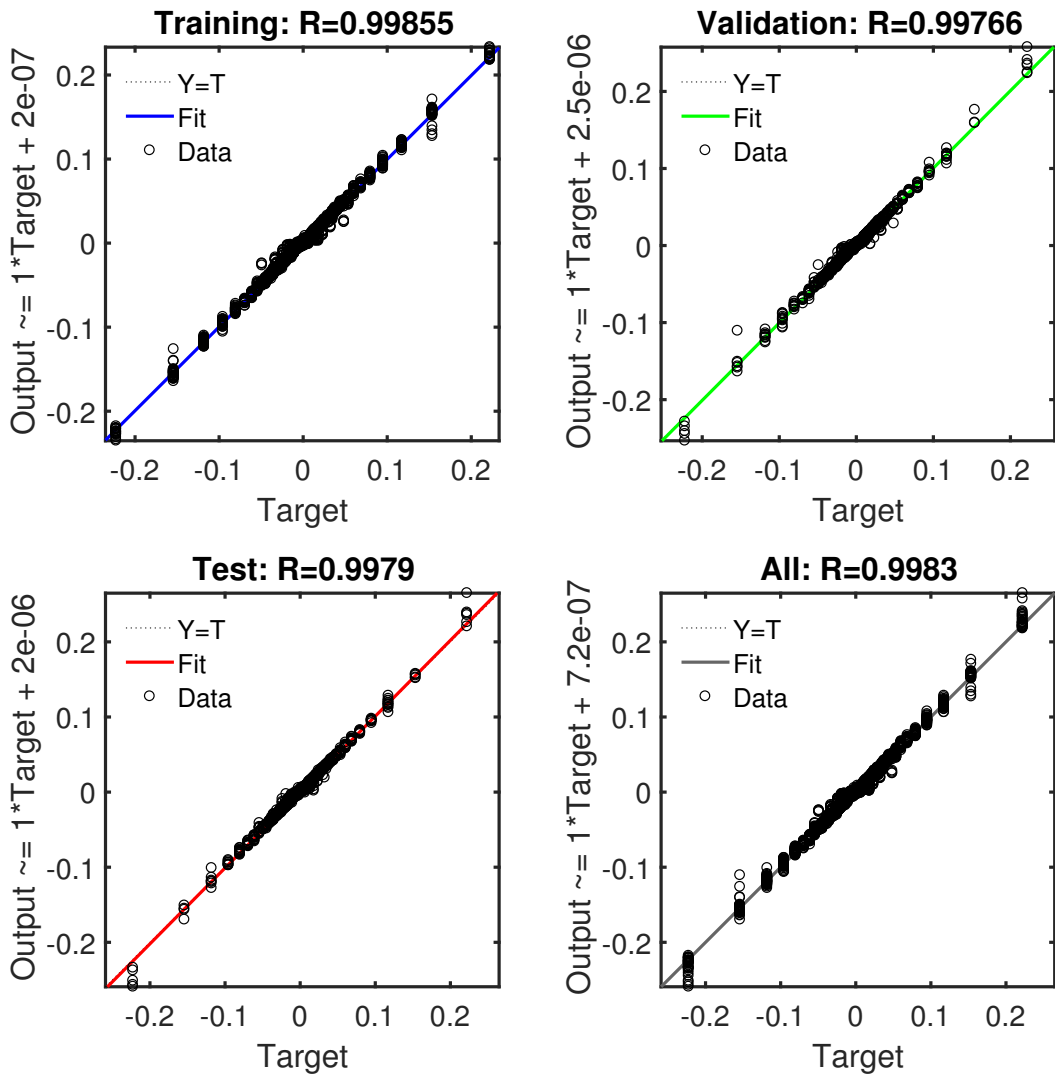 Training: R=0.99855
Output ~= 1*Target + 2e-07
0.2
0.1
0
-0.1
-0.2
Y=T
Fit
Data
-0.2 -0.1 0 0.1 0.2
Target
Validation: R=0.99766
Output ~= 1*Target + 2.5e-06
0.2
0.1
0
-0.1
-0.2
Y=T
Fit
Data
-0.2 -0.1 0 0.1 0.2
Target
Test: R=0.9979
Output ~= 1*Target + 2e-06
0.2
0.1
0
-0.1
-0.2
Y=T
Fit
Data
-0.2 -0.1 0 0.1 0.2
Target
All: R=0.9983
Output ~= 1*Target + 7.2e-07
0.2
0.1
0
-0.1
-0.2
Y=T
Fit
Data
-0.2 -0.1 0 0.1 0.2
Target